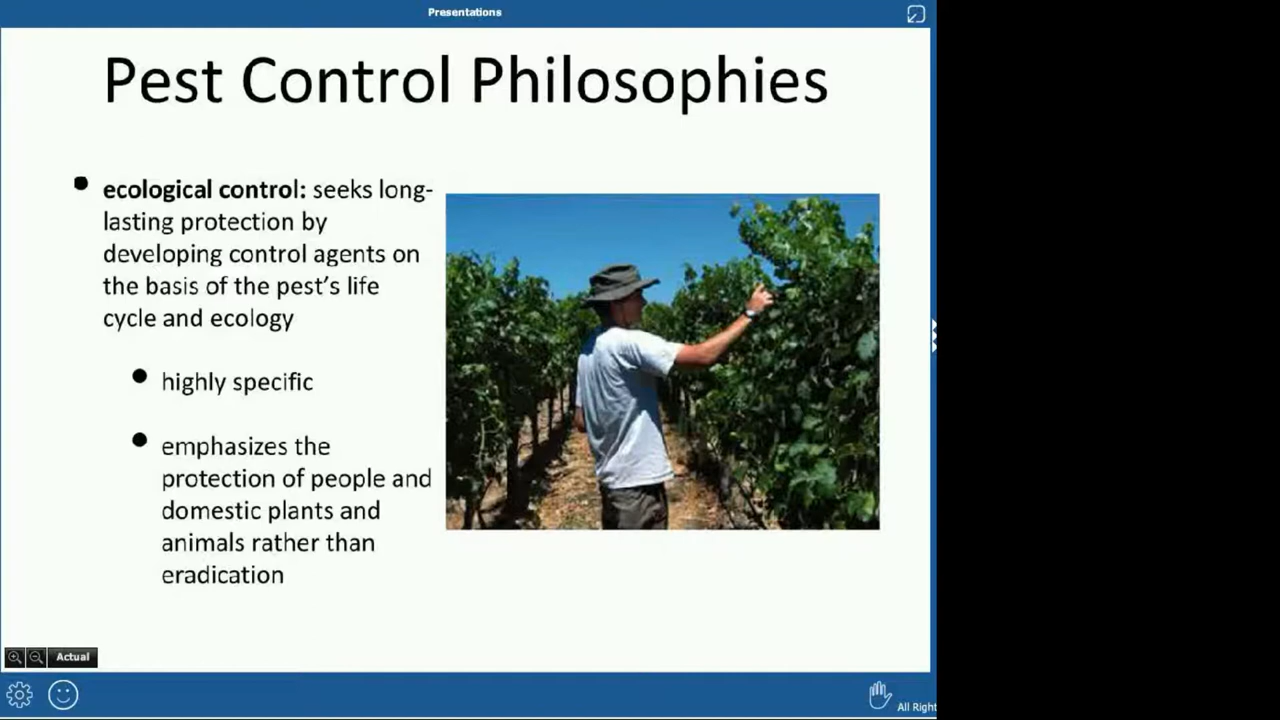 Presentations
Pest Control Philosophies
ecological control: seeks long-
lasting protection by
developing control agents on
the basis of the pest's life
cycle and ecology
highly specific
emphasizes the
protection of people and
domestic plants and
animals rather than
eradication
Actual
All Right